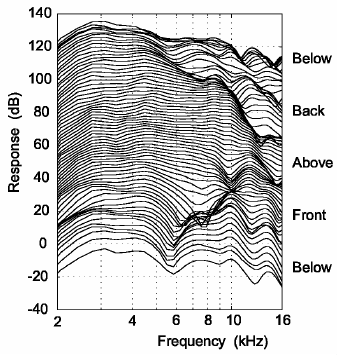 140
120
100
80
60
40
20
0
-20
-40
Response (dB)
Below
Back
Above
Front
Below
2 4 6 8 10 16
Frequency (kHz)